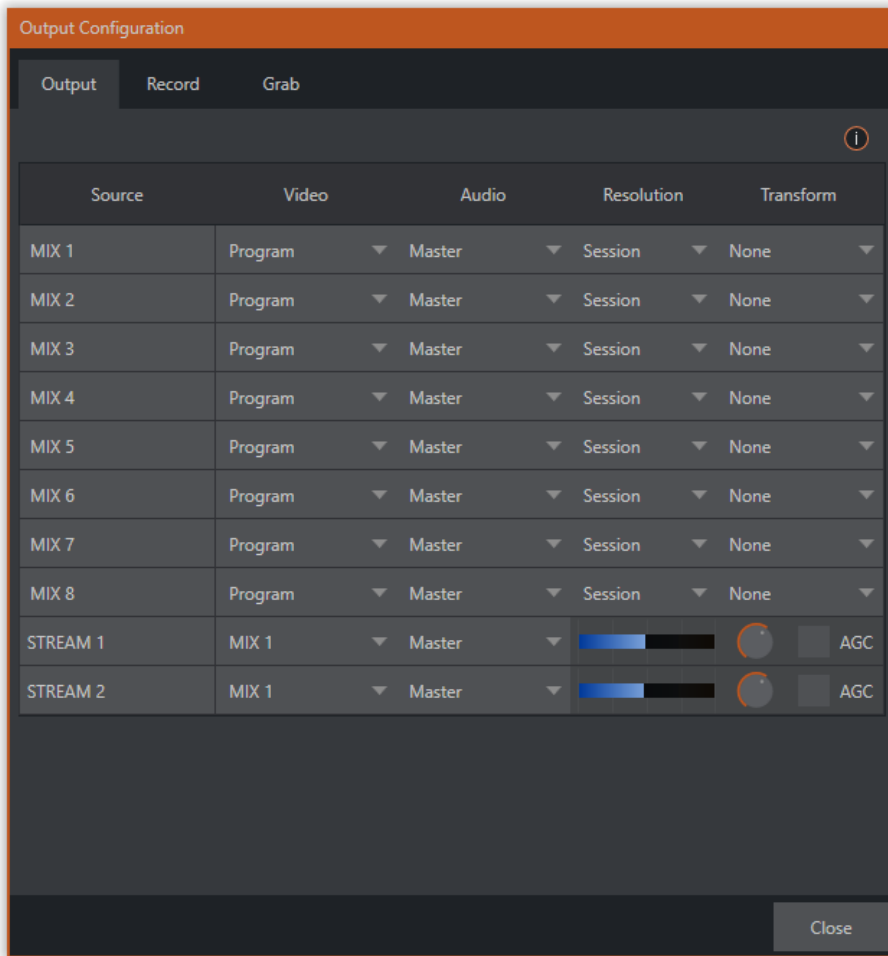 Output Configuration
Output Record Grab
i
Source Video Audio Resolution Transform
MIX 1 Program Master Session None
MIX 2 Program Master Session None
MIX 3 Program Master Session None
MIX 4 Program Master Session None
MIX 5 Program Master Session None
MIX 6 Program Master Session None
MIX 7 Program Master Session None
MIX 8 Program Master Session None
STREAM 1 MIX 1 Master AGC
STREAM 2 MIX 1 Master AGC
Close